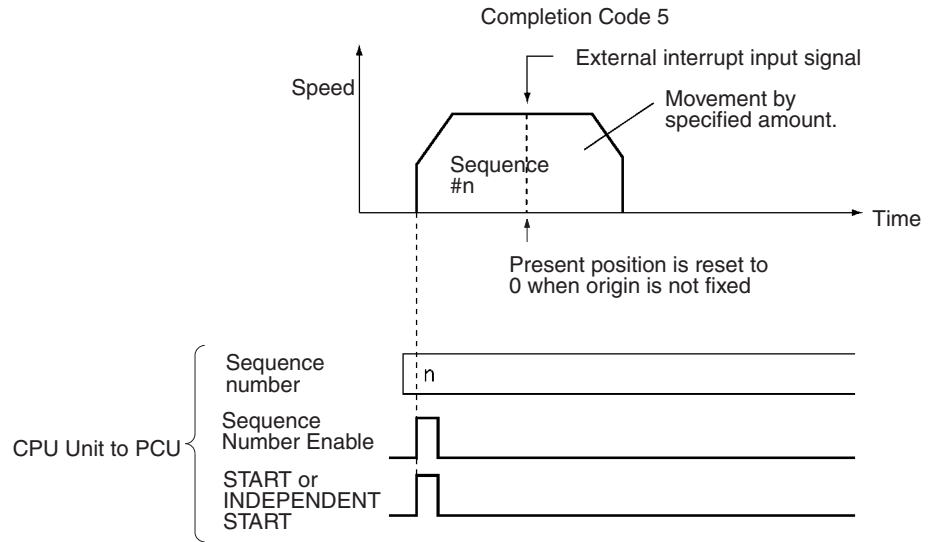 Completion Code 5
External interrupt input signal
Speed
Movement by
specified amount.
Sequence
#n
Time
Present position is reset to
0 when origin is not fixed
Sequence
number
n
Sequence
Number Enable
CPU Unit to PCU
START or
INDEPENDENT
START